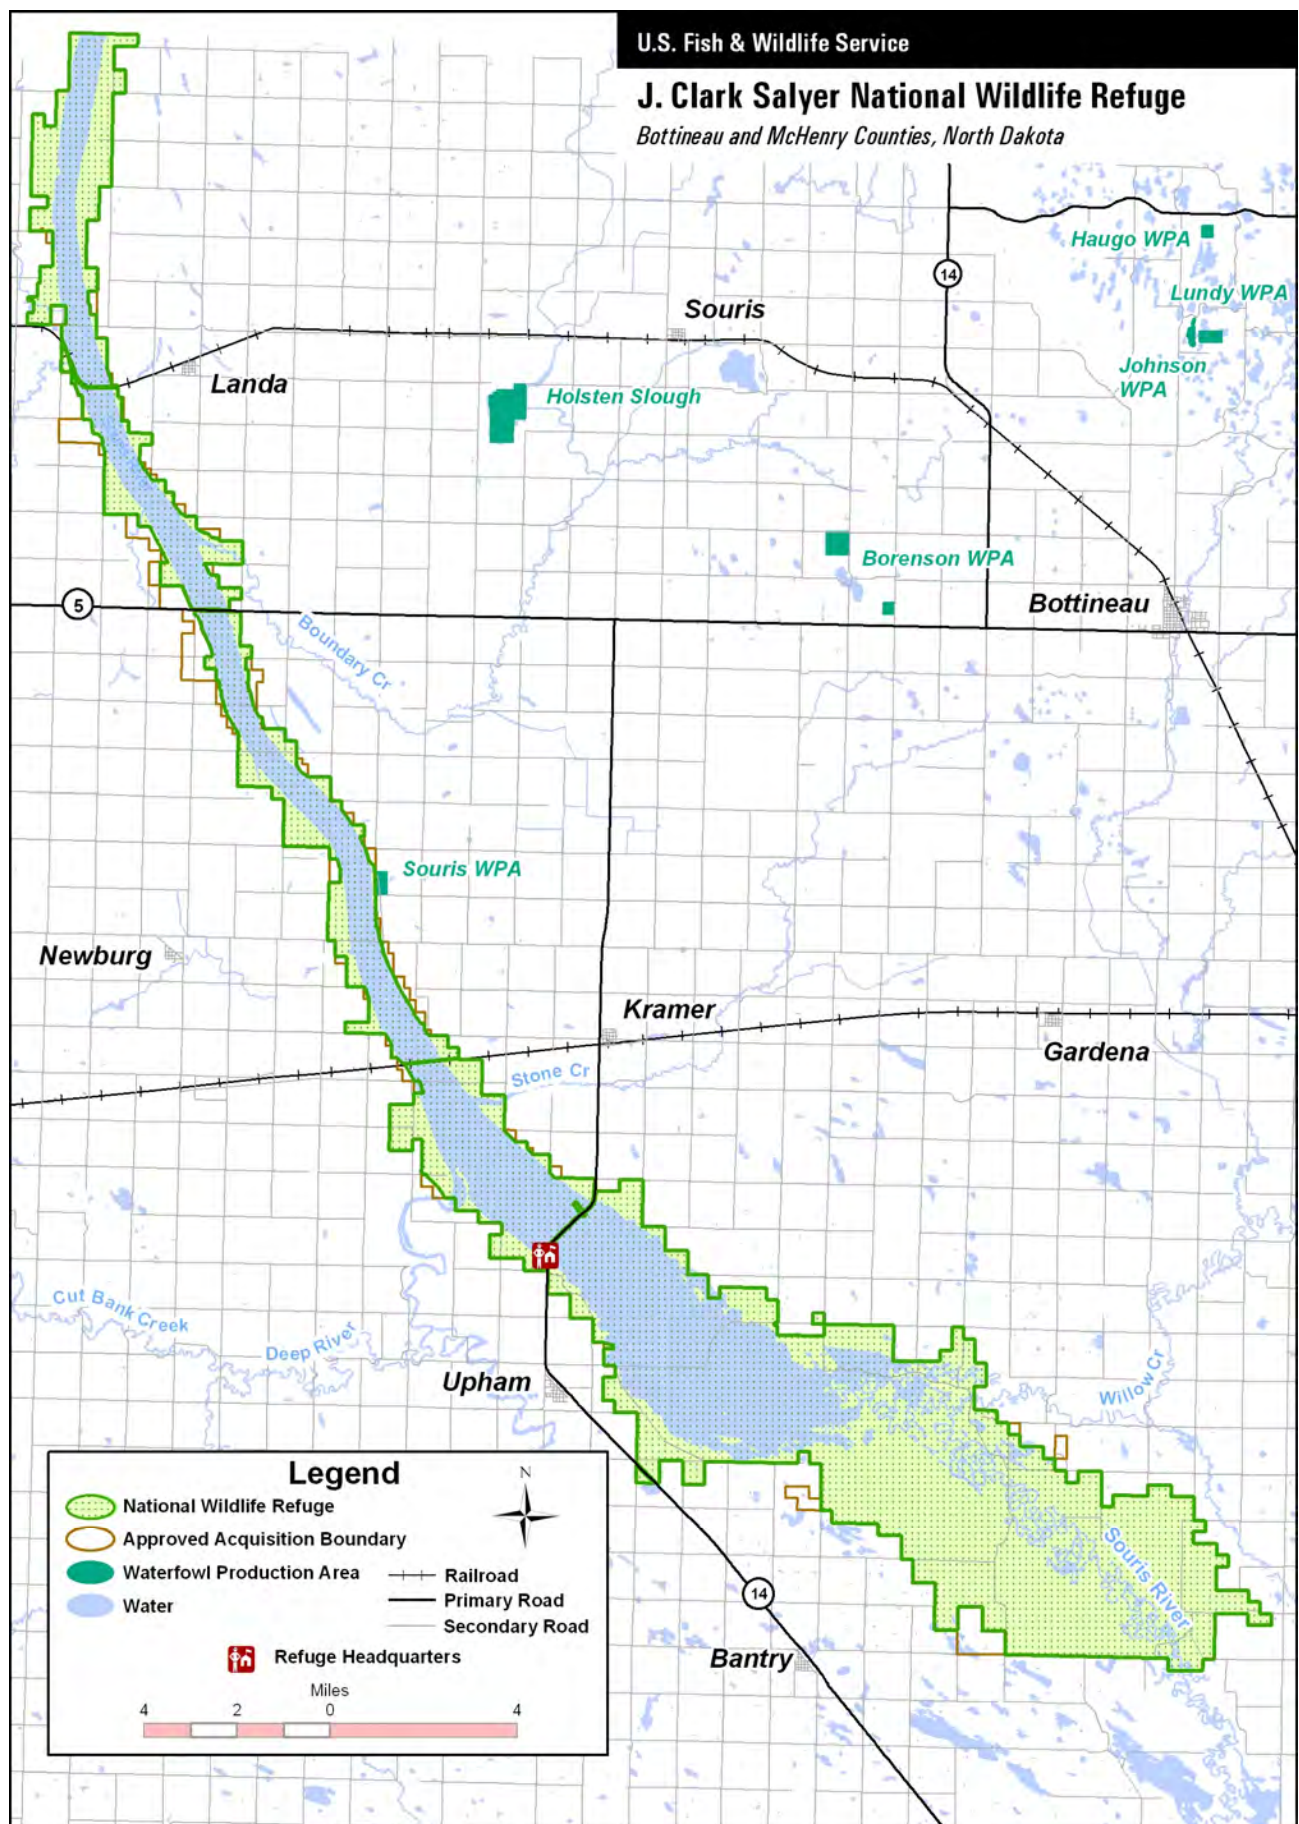 U.S. Fish & Wildlife Service
J. Clark Salyer National Wildlife Refuge
Bottineau and McHenry Counties, North Dakota
Haugo WPA
14
Lundy WPA
Souris
Johnson
WPA
Landa
Holsten Slough
Borenson WPA
Bottineau
5
Boundary Cr
Souris WPA
Newburg
Kramer
Gardena
Stone Cr
Cut Bank Creek
Deep River
Upham
Willow Cr
Souris River
14
Bantry
Legend
N
National Wildlife Refuge
Approved Acquisition Boundary
Waterfowl Production Area
Water
Railroad
Primary Road
Secondary Road
Refuge Headquarters
Miles
4 2 0 4